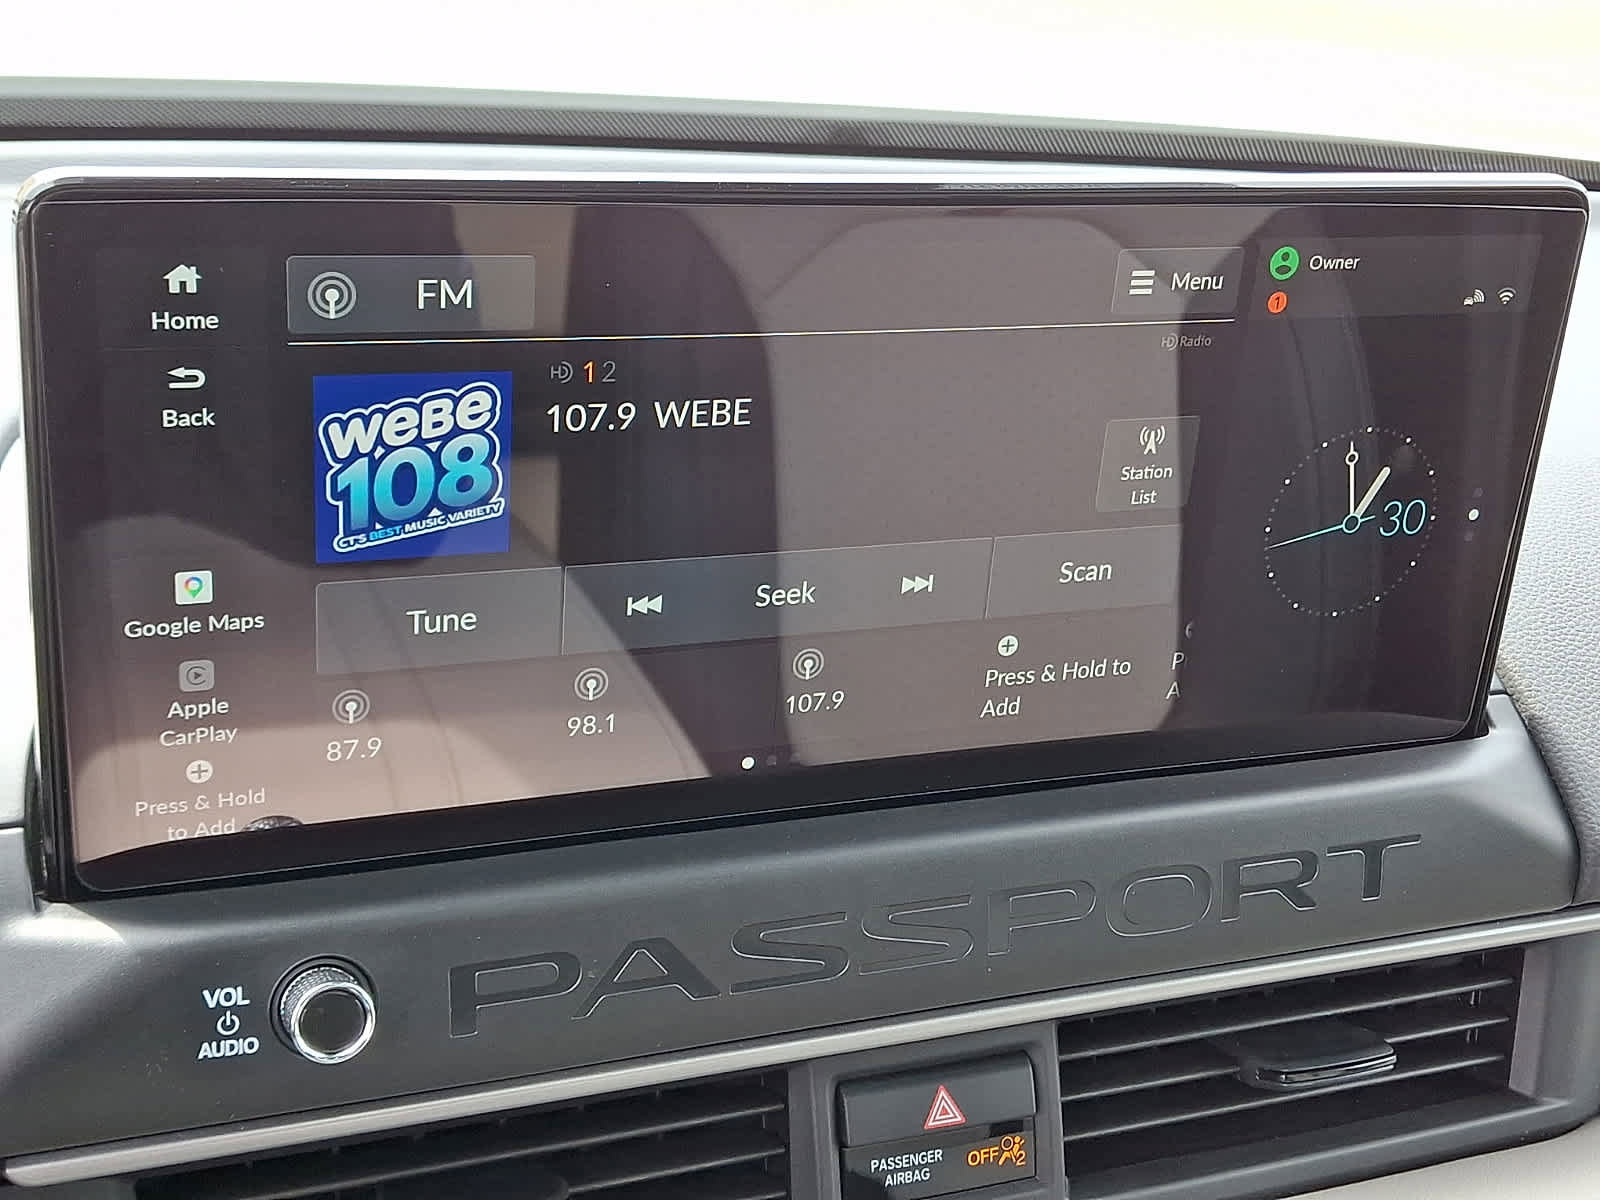 Home
Back
Google Maps
Apple
CarPlay
Press & Hold
to Add
FM
Menu
HD Radio
HD 1 2
107.9 WEBE
WEBE
108
CT'S BEST MUSIC VARIETY
Station
List
Tune
Seek
Scan
87.9
98.1
107.9
Press & Hold to
Add
P
A
Owner
1
30
PASSPORT
VOL
AUDIO
PASSENGER
AIRBAG
OFF
2